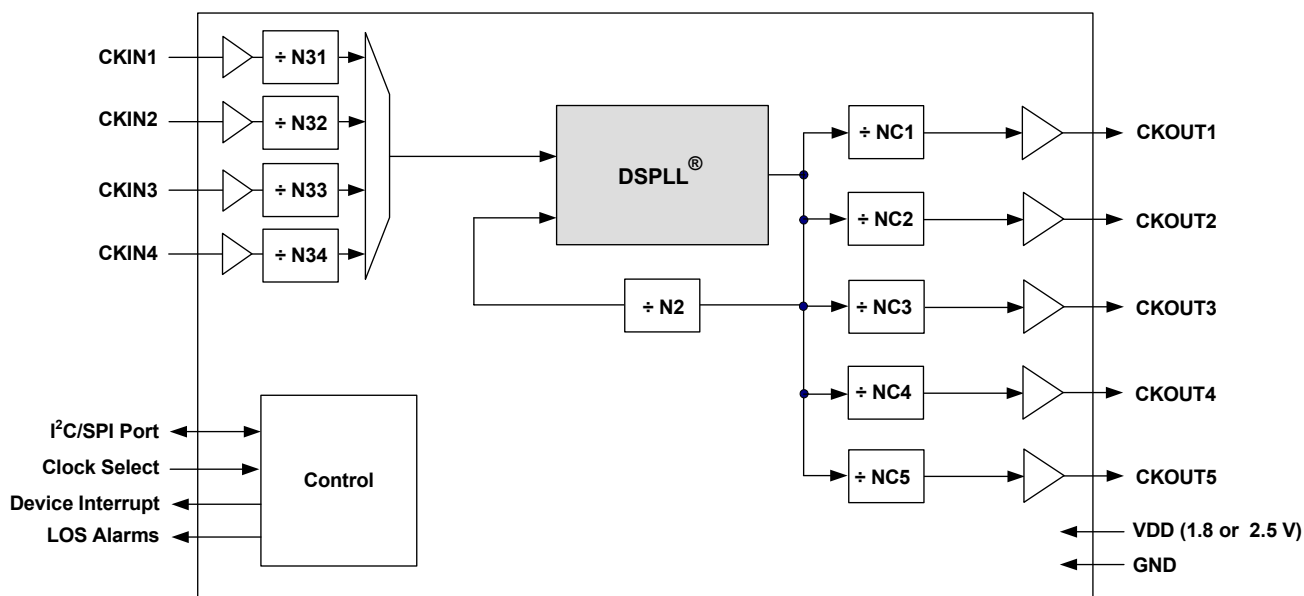 CKIN1
÷ N31
CKIN2
÷ N32
CKIN3
÷ N33
CKIN4
÷ N34
DSPLL®
÷ N2
÷ NC1
CKOUT1
÷ NC2
CKOUT2
÷ NC3
CKOUT3
÷ NC4
CKOUT4
÷ NC5
CKOUT5
I²C/SPI Port
Clock Select
Device Interrupt
LOS Alarms
Control
VDD (1.8 or 2.5 V)
GND